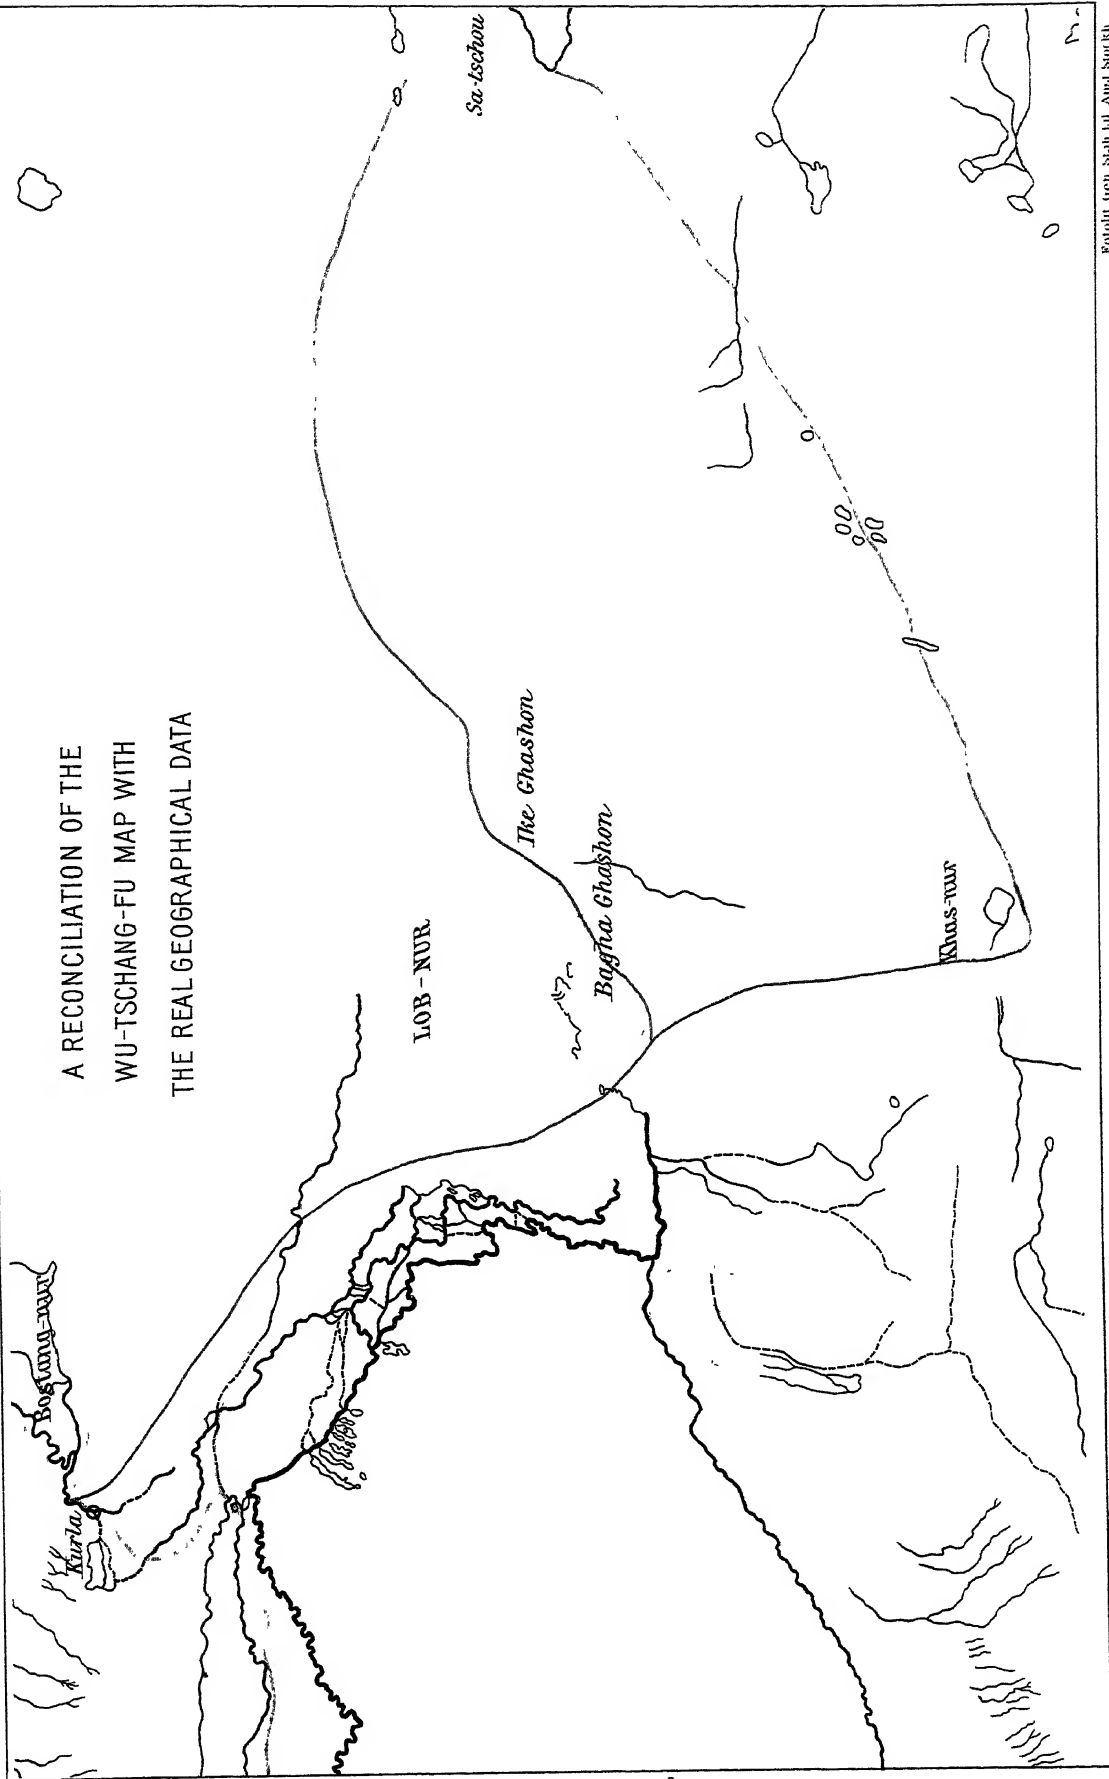 A RECONCILIATION OF THE
WU-TSCHANG-FU MAP WITH
THE REAL GEOGRAPHICAL DATA
Bostang-nur
Kurla
Sa-tschou
LOB-NUR
Ike Ghashon
Bagha Ghashon
Khas-nur